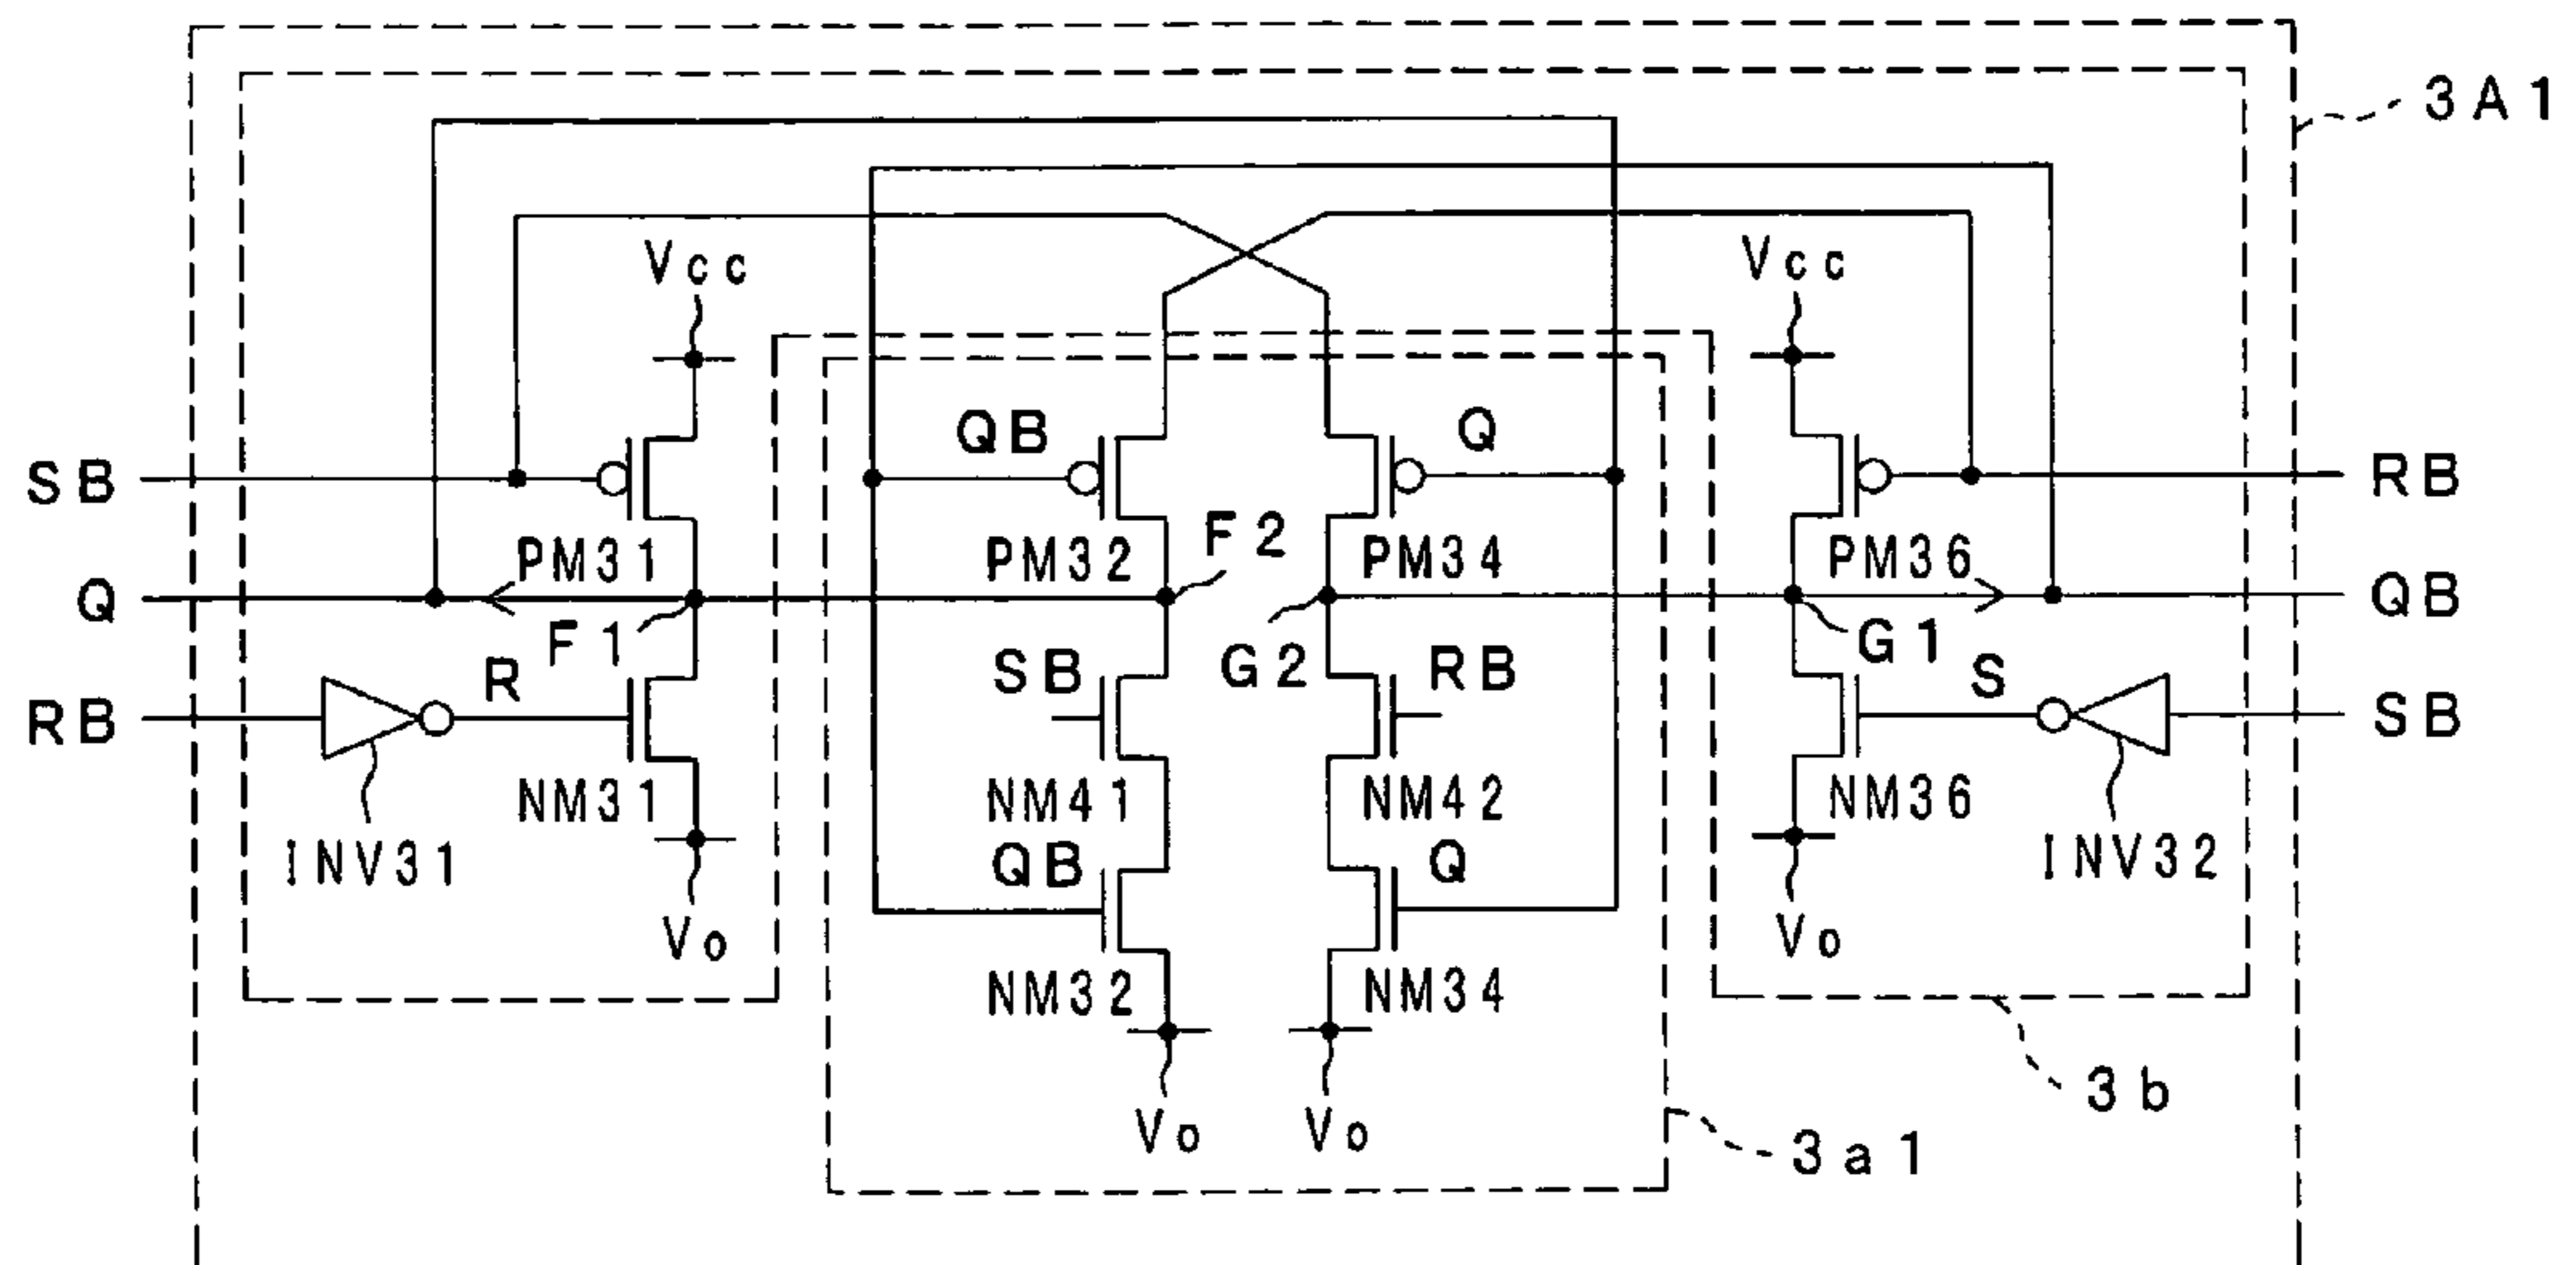 3A1
Vcc
Vcc
QB
Q
SB
RB
F2
PM31
PM32
PM34
PM36
Q
QB
F1
G1
R
SB
G2
RB
S
RB
SB
NM31
NM41
NM42
NM36
INV31
QB
Q
INV32
Vo
Vo
NM32
NM34
3b
Vo
Vo
3a1